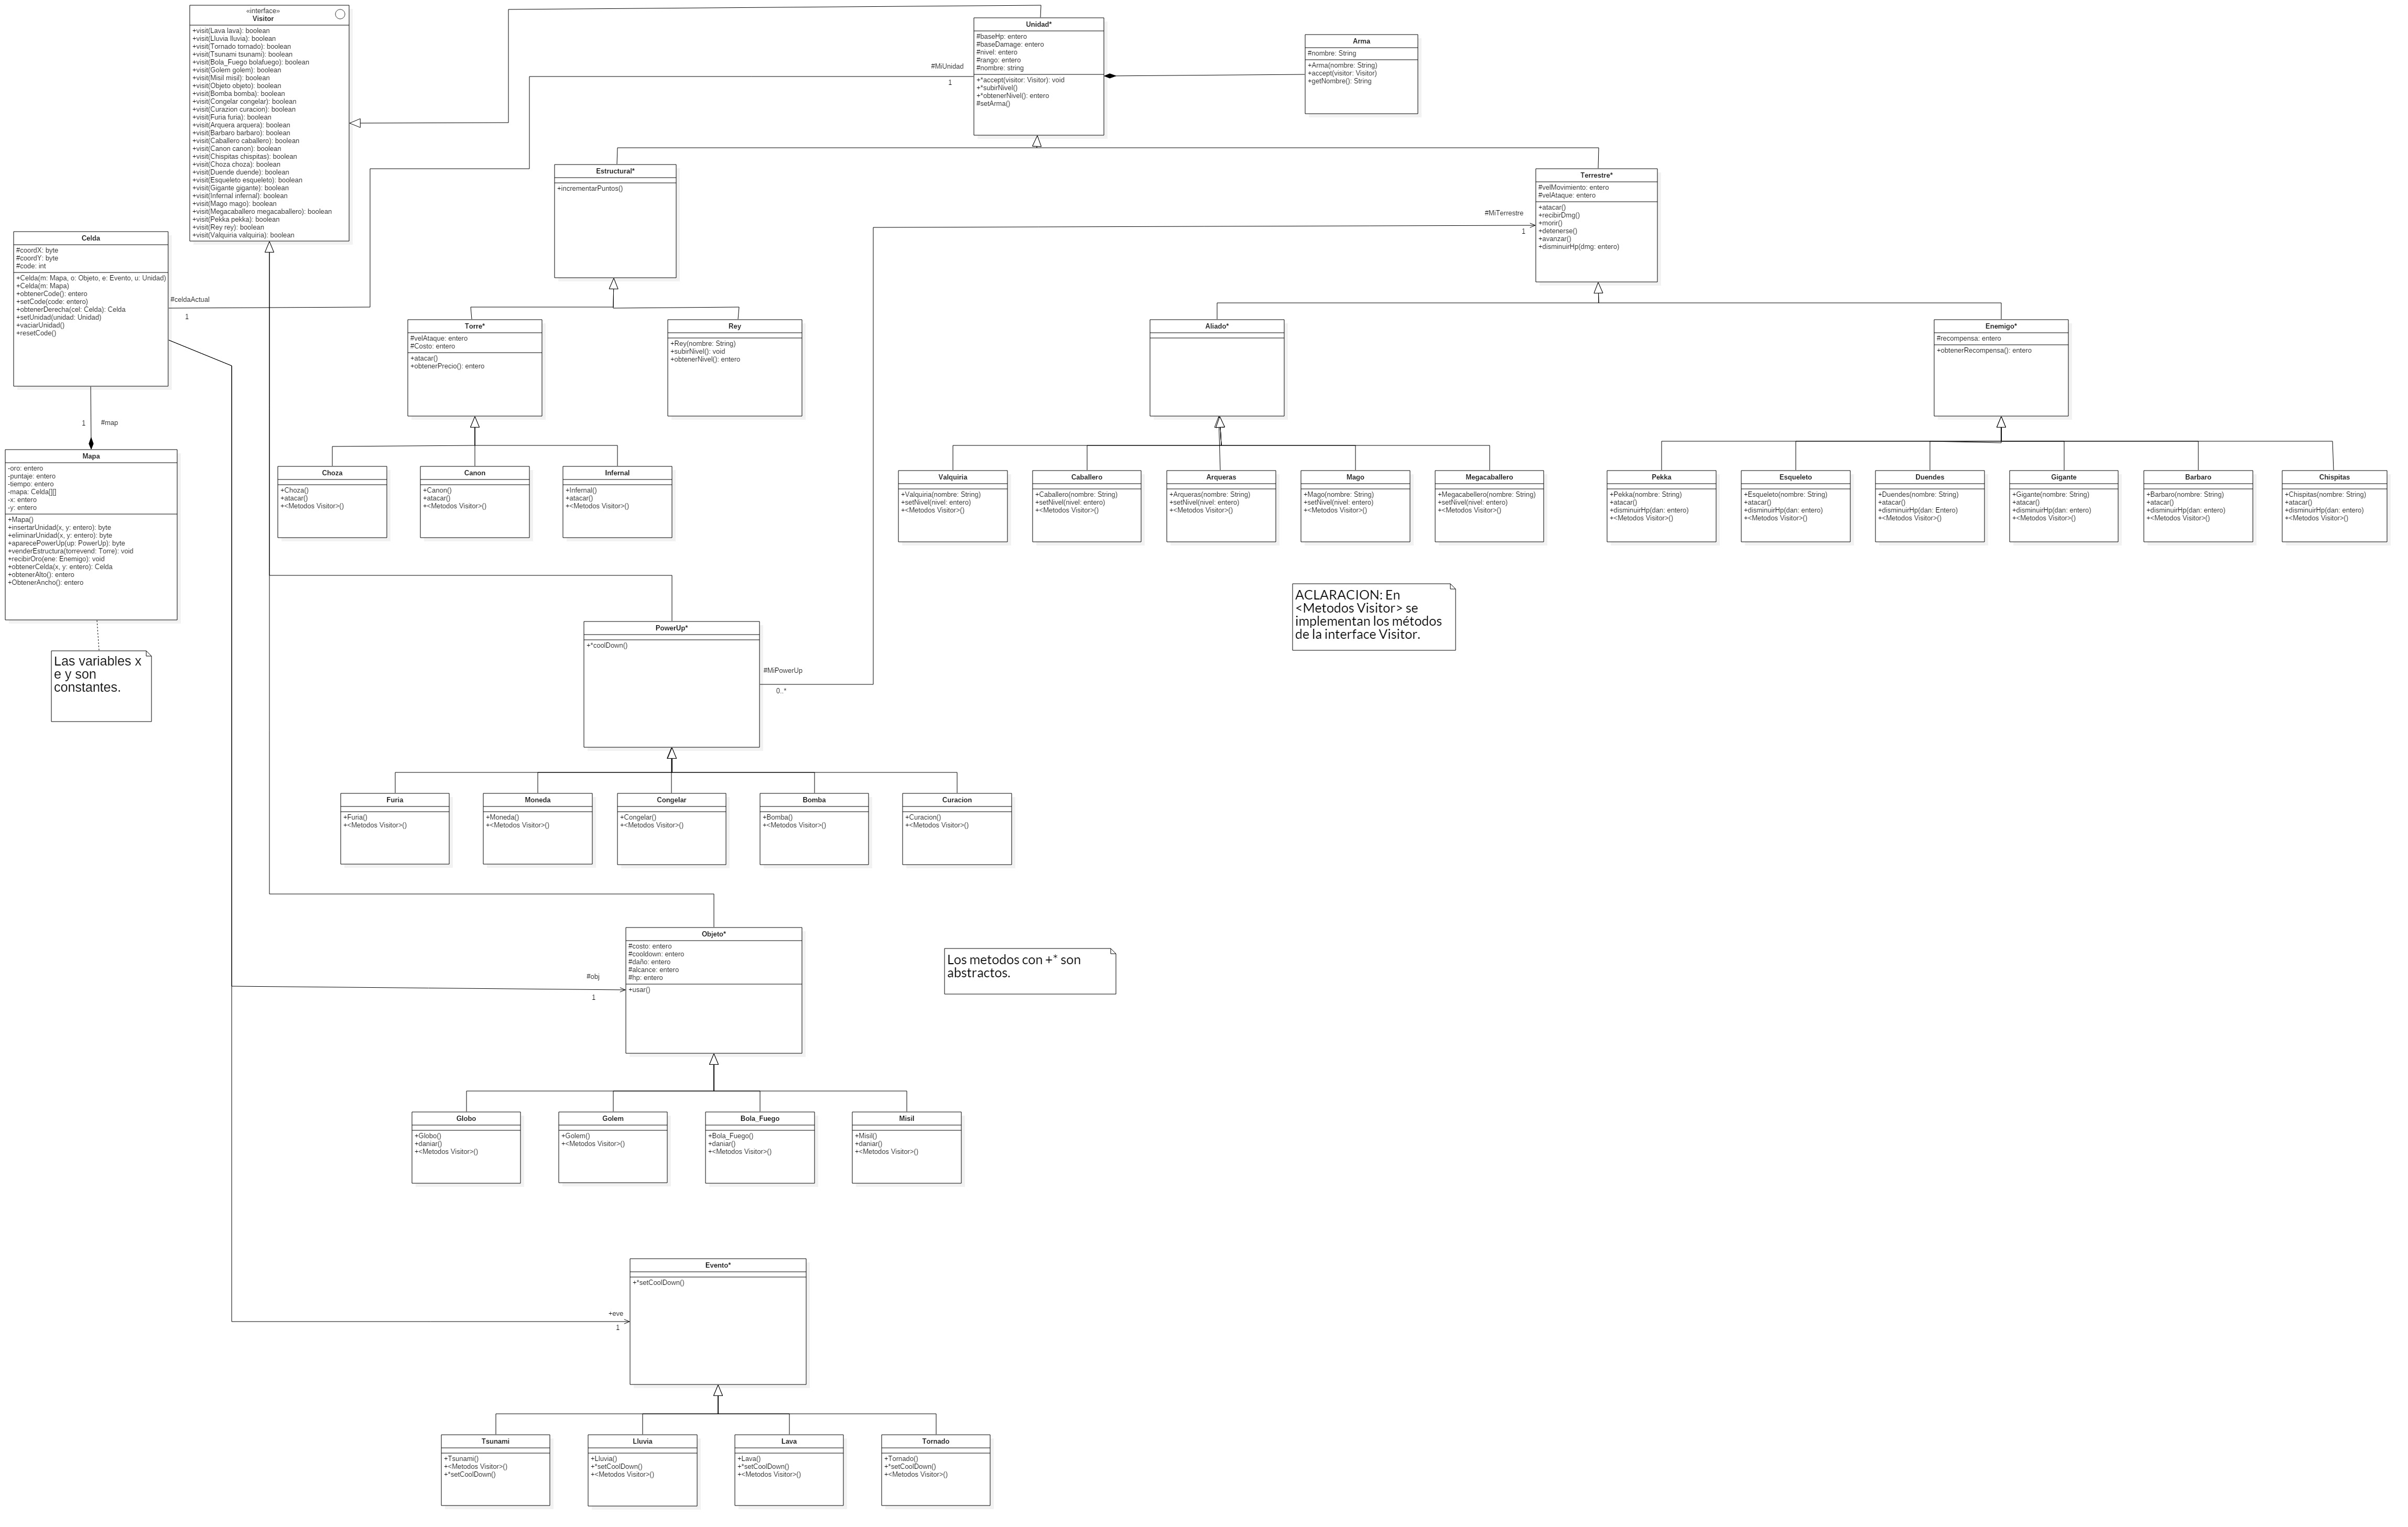 «interface»
Visitor
+visit(Lava lava): boolean
+visit(Lluvia lluvia): boolean
+visit(Tornado tornado): boolean
+visit(Tsunami tsunami): boolean
+visit(Bola_Fuego bolafuego): boolean
+visit(Golem golem): boolean
+visit(Misil misil): boolean
+visit(Objeto objeto): boolean
+visit(Bomba bomba): boolean
+visit(Congelar congelar): boolean
+visit(Curazion curacion): boolean
+visit(Furia furia): boolean
+visit(Arquera arquera): boolean
+visit(Barbaro barbaro): boolean
+visit(Caballero caballero): boolean
+visit(Canon canon): boolean
+visit(Chispitas chispitas): boolean
+visit(Choza choza): boolean
+visit(Duende duende): boolean
+visit(Esqueleto esqueleto): boolean
+visit(Gigante gigante): boolean
+visit(Infernal infernal): boolean
+visit(Mago mago): boolean
+visit(Megacaballero megacaballero): boolean
+visit(Pekka pekka): boolean
+visit(Rey rey): boolean
+visit(Valquiria valquiria): boolean
Unidad*
#baseHp: entero
#baseDamage: entero
#nivel: entero
#rango: entero
#nombre: string
+*accept(visitor: Visitor): void
+*subirNivel()
+*obtenerNivel(): entero
#setArma()
#MiUnidad
1
Arma
#nombre: String
+Arma(nombre: String)
+accept(visitor: Visitor)
+getNombre(): String
Estructural*
+incrementarPuntos()
Terrestre*
#velMovimiento: entero
#velAtaque: entero
+atacar()
+recibirDmg()
+morir()
+detenerse()
+avanzar()
+disminuirHp(dmg: entero)
#MiTerrestre
1
Celda
#coordX: byte
#coordY: byte
#code: int
+Celda(m: Mapa, o: Objeto, e: Evento, u: Unidad)
+Celda(m: Mapa)
+obtenerCode(): entero
+setCode(code: entero)
+obtenerDerecha(cel: Celda): Celda
+setUnidad(unidad: Unidad)
+vaciarUnidad()
+resetCode()
#celdaActual
1
Torre*
#velAtaque: entero
#Costo: entero
+atacar()
+obtenerPrecio(): entero
Rey
+Rey(nombre: String)
+subirNivel(): void
+obtenerNivel(): entero
Aliado*
Enemigo*
#recompensa: entero
+obtenerRecompensa(): entero
1
#map
Mapa
-oro: entero
-puntaje: entero
-tiempo: entero
-mapa: Celda[][]
-x: entero
-y: entero
+Mapa()
+insertarUnidad(x, y: entero): byte
+eliminarUnidad(x, y: entero): byte
+aparecePowerUp(up: PowerUp): byte
+venderEstructura(torrevend: Torre): void
+recibirOro(ene: Enemigo): void
+obtenerCelda(x, y: entero): Celda
+obtenerAlto(): entero
+ObtenerAncho(): entero
Las variables x
e y son
constantes.
Choza
+Choza()
+atacar()
+<Metodos Visitor>()
Canon
+Canon()
+atacar()
+<Metodos Visitor>()
Infernal
+Infernal()
+atacar()
+<Metodos Visitor>()
Valquiria
+Valquiria(nombre: String)
+setNivel(nivel: entero)
+<Metodos Visitor>()
Caballero
+Caballero(nombre: String)
+setNivel(nivel: entero)
+<Metodos Visitor>()
Arqueras
+Arqueras(nombre: String)
+setNivel(nivel: entero)
+<Metodos Visitor>()
Mago
+Mago(nombre: String)
+setNivel(nivel: entero)
+<Metodos Visitor>()
Megacaballero
+Megacabellero(nombre: String)
+setNivel(nivel: entero)
+<Metodos Visitor>()
Pekka
+Pekka(nombre: String)
+atacar()
+disminuirHp(dan: entero)
+<Metodos Visitor>()
Esqueleto
+Esqueleto(nombre: String)
+atacar()
+disminuirHp(dan: entero)
+<Metodos Visitor>()
Duendes
+Duendes(nombre: String)
+atacar()
+disminuirHp(dan: Entero)
+<Metodos Visitor>()
Gigante
+Gigante(nombre: String)
+atacar()
+disminuirHp(dan: entero)
+<Metodos Visitor>()
Barbaro
+Barbaro(nombre: String)
+atacar()
+disminuirHp(dan: entero)
+<Metodos Visitor>()
Chispitas
+Chispitas(nombre: String)
+atacar()
+disminuirHp(dan: entero)
+<Metodos Visitor>()
ACLARACION: En
<Metodos Visitor> se
implementan los métodos
de la interface Visitor.
PowerUp*
+*coolDown()
#MiPowerUp
0..*
Furia
+Furia()
+<Metodos Visitor>()
Moneda
+Moneda()
+<Metodos Visitor>()
Congelar
+Congelar()
+<Metodos Visitor>()
Bomba
+Bomba()
+<Metodos Visitor>()
Curacion
+Curacion()
+<Metodos Visitor>()
Objeto*
#costo: entero
#cooldown: entero
#daño: entero
#alcance: entero
#hp: entero
+usar()
#obj
1
Los metodos con +* son
abstractos.
Globo
+Globo()
+daniar()
+<Metodos Visitor>()
Golem
+Golem()
+<Metodos Visitor>()
Bola_Fuego
+Bola_Fuego()
+daniar()
+<Metodos Visitor>()
Misil
+Misil()
+daniar()
+<Metodos Visitor>()
Evento*
+*setCoolDown()
+eve
1
Tsunami
+Tsunami()
+<Metodos Visitor>()
+*setCoolDown()
Lluvia
+Lluvia()
+*setCoolDown()
+<Metodos Visitor>()
Lava
+Lava()
+*setCoolDown()
+<Metodos Visitor>()
Tornado
+Tornado()
+*setCoolDown()
+<Metodos Visitor>()